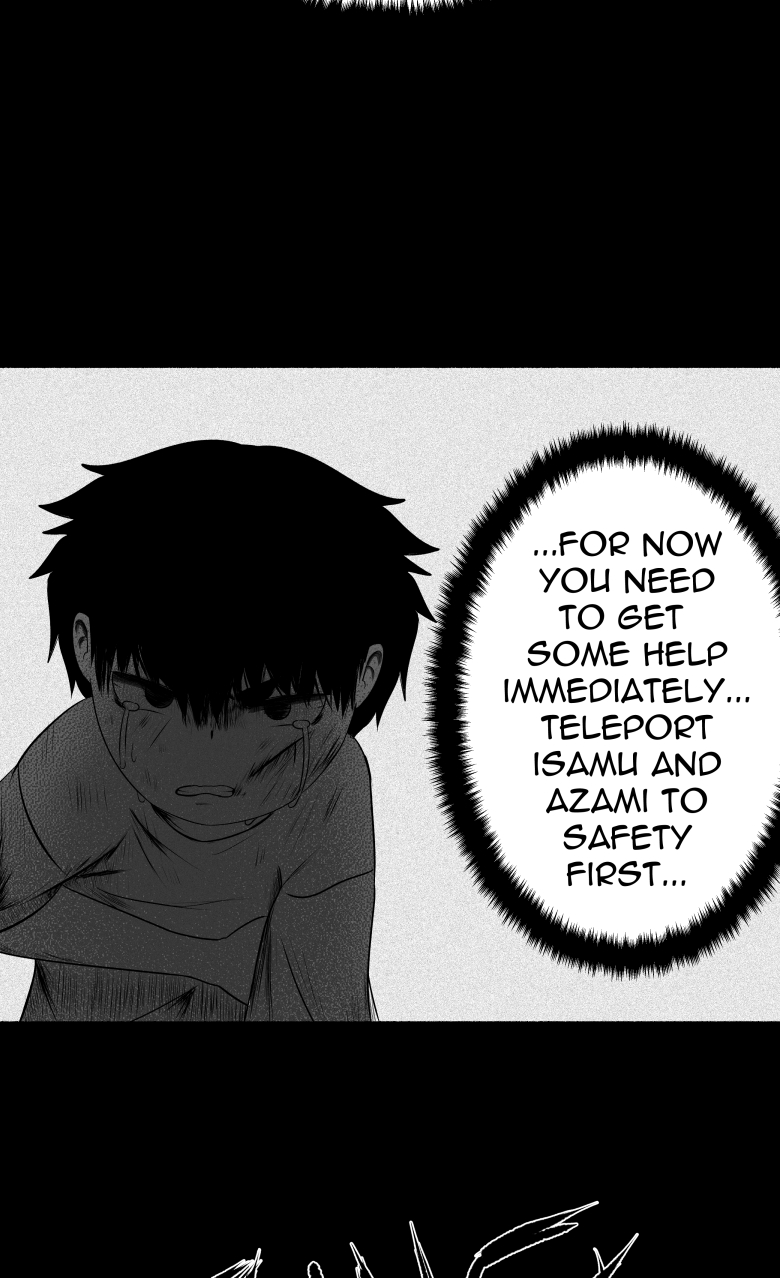 ...FOR NOW
YOU NEED
TO GET
SOME HELP
IMMEDIATELY...
TELEPORT
ISAMU AND
AZAMI TO
SAFETY
FIRST...